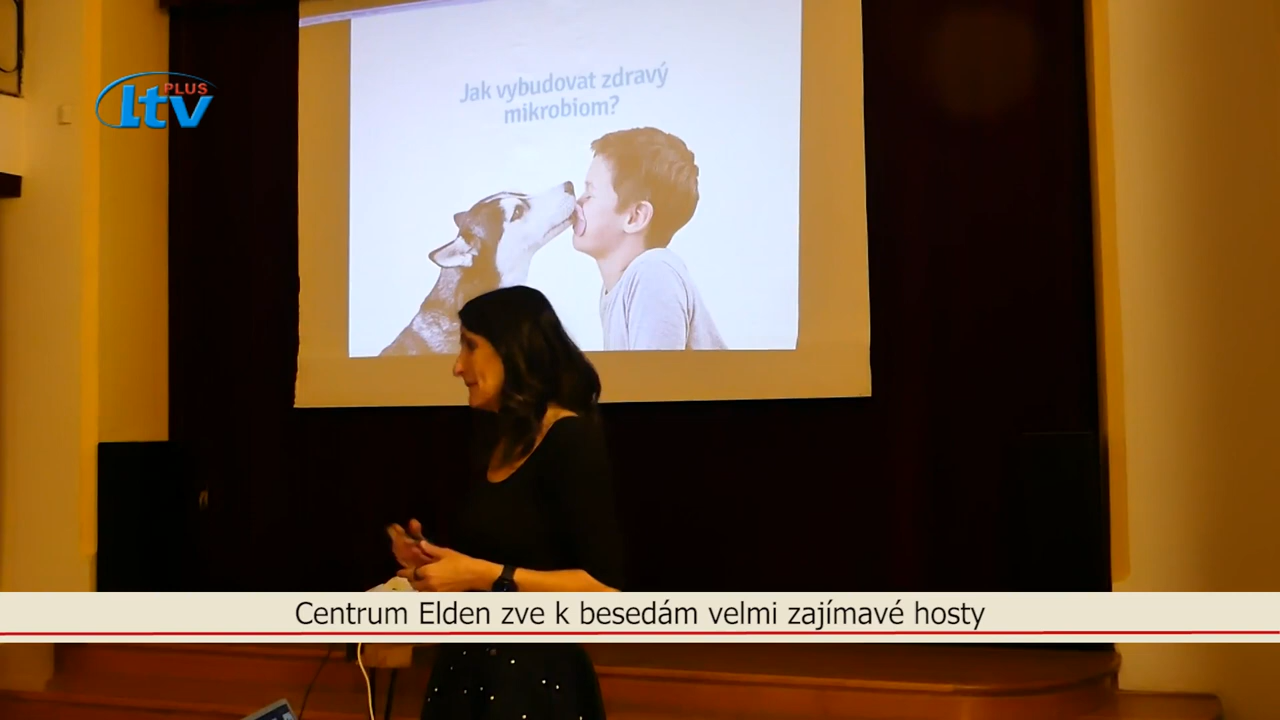 PLUS
Ltv
Jak vybudovat zdravý
mikrobiom?
Centrum Elden zve k besedám velmi zajímavé hosty